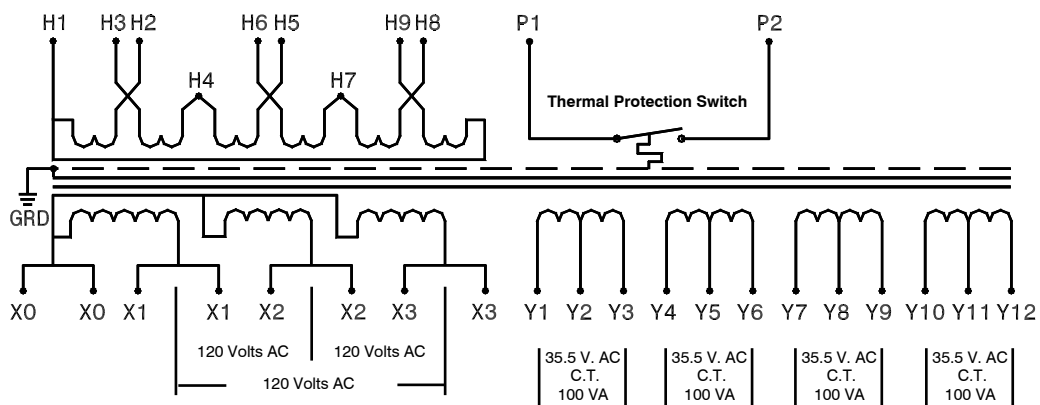 H1 H3 H2 H6 H5 H9 H8 P1 P2
H4 H7
Thermal Protection Switch
GRD
X0 X0 X1 X1 X2 X2 X3 X3 Y1 Y2 Y3 Y4 Y5 Y6 Y7 Y8 Y9 Y10 Y11 Y12
120 Volts AC 120 Volts AC
120 Volts AC
35.5 V. AC 35.5 V. AC 35.5 V. AC 35.5 V. AC
C.T. C.T. C.T. C.T.
100 VA 100 VA 100 VA 100 VA